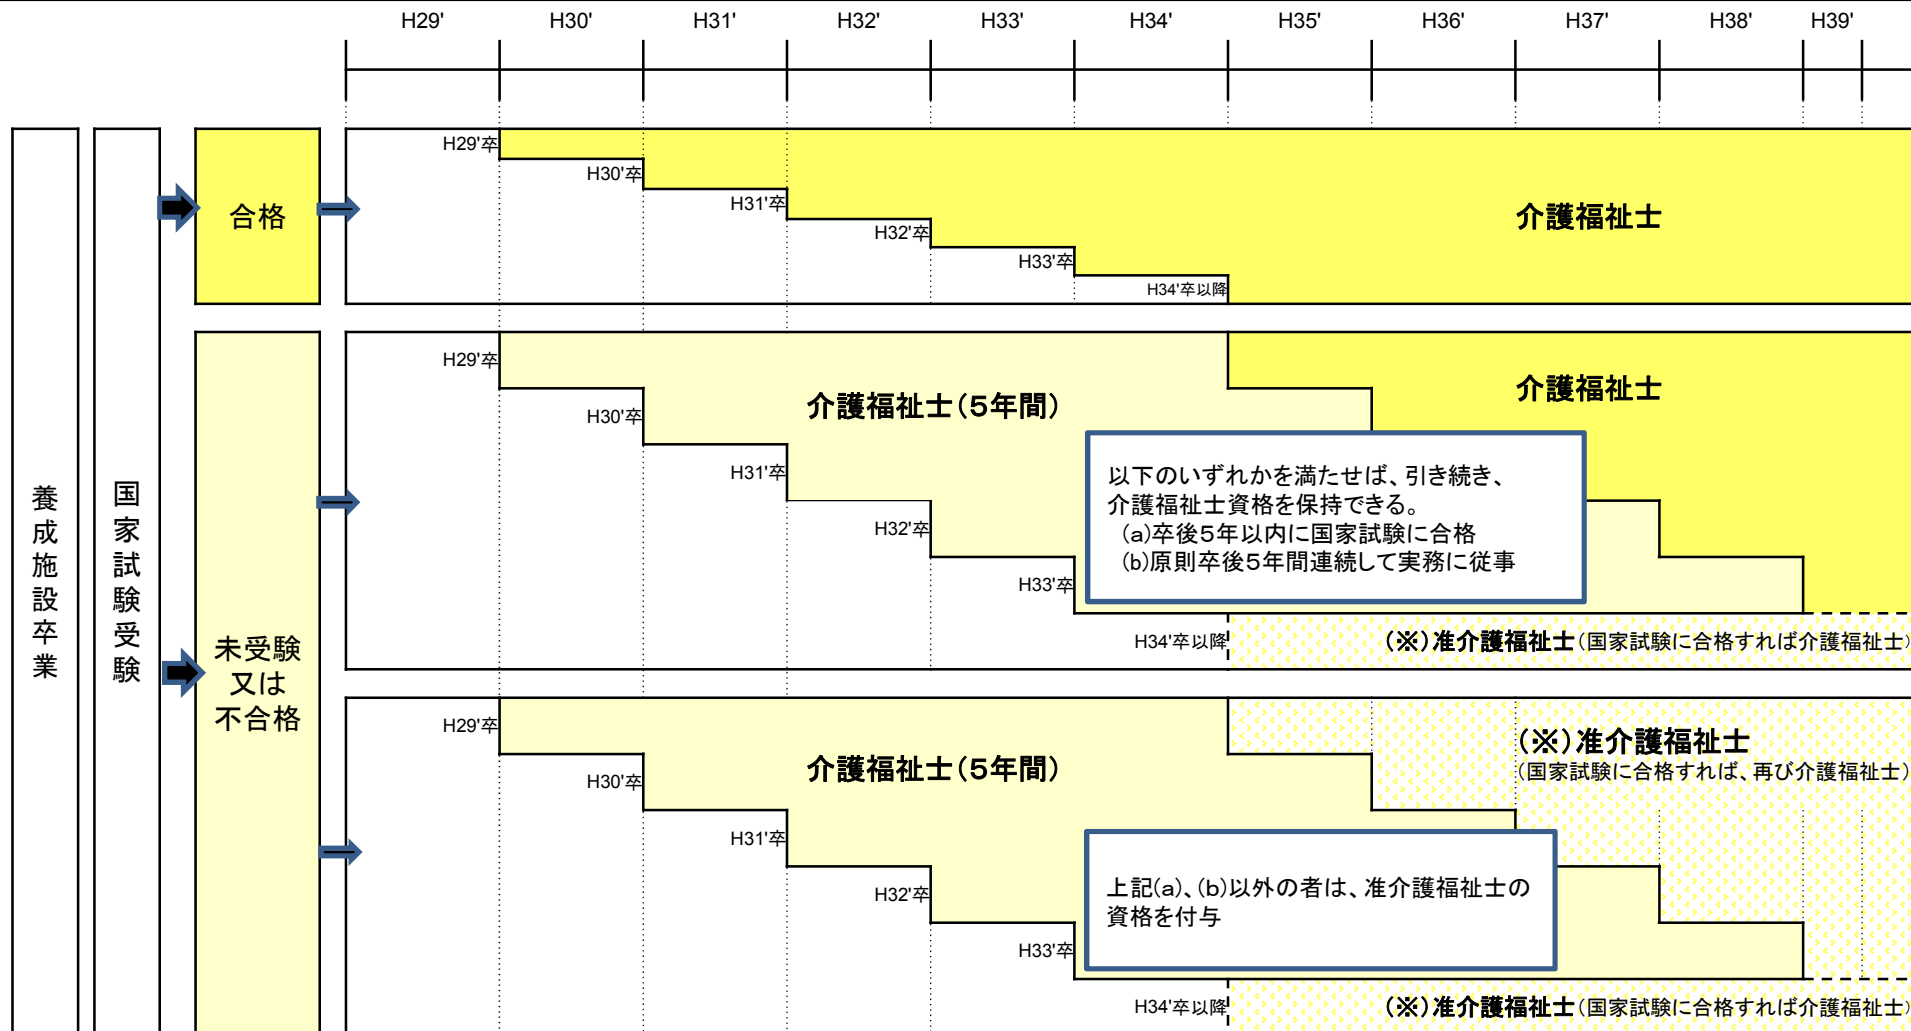 H29' H30' H31' H32' H33' H34' H35' H36' H37' H38' H39'
養成施設卒業
国家試験受験
合格
H29'卒
H30'卒
H31'卒
H32'卒
H33'卒
H34'卒以降
介護福祉士
未受験
又は
不合格
H29'卒
H30'卒
H31'卒
H32'卒
H33'卒
H34'卒以降
介護福祉士（5年間）
介護福祉士
以下のいずれかを満たせば、引き続き、
介護福祉士資格を保持できる。
(a)卒後5年以内に国家試験に合格
(b)原則卒後5年間連続して実務に従事
（※）准介護福祉士（国家試験に合格すれば介護福祉士）
H29'卒
H30'卒
H31'卒
H32'卒
H33'卒
H34'卒以降
介護福祉士（5年間）
（※）准介護福祉士
（国家試験に合格すれば、再び介護福祉士）
上記(a)、(b)以外の者は、准介護福祉士の
資格を付与
（※）准介護福祉士（国家試験に合格すれば介護福祉士）